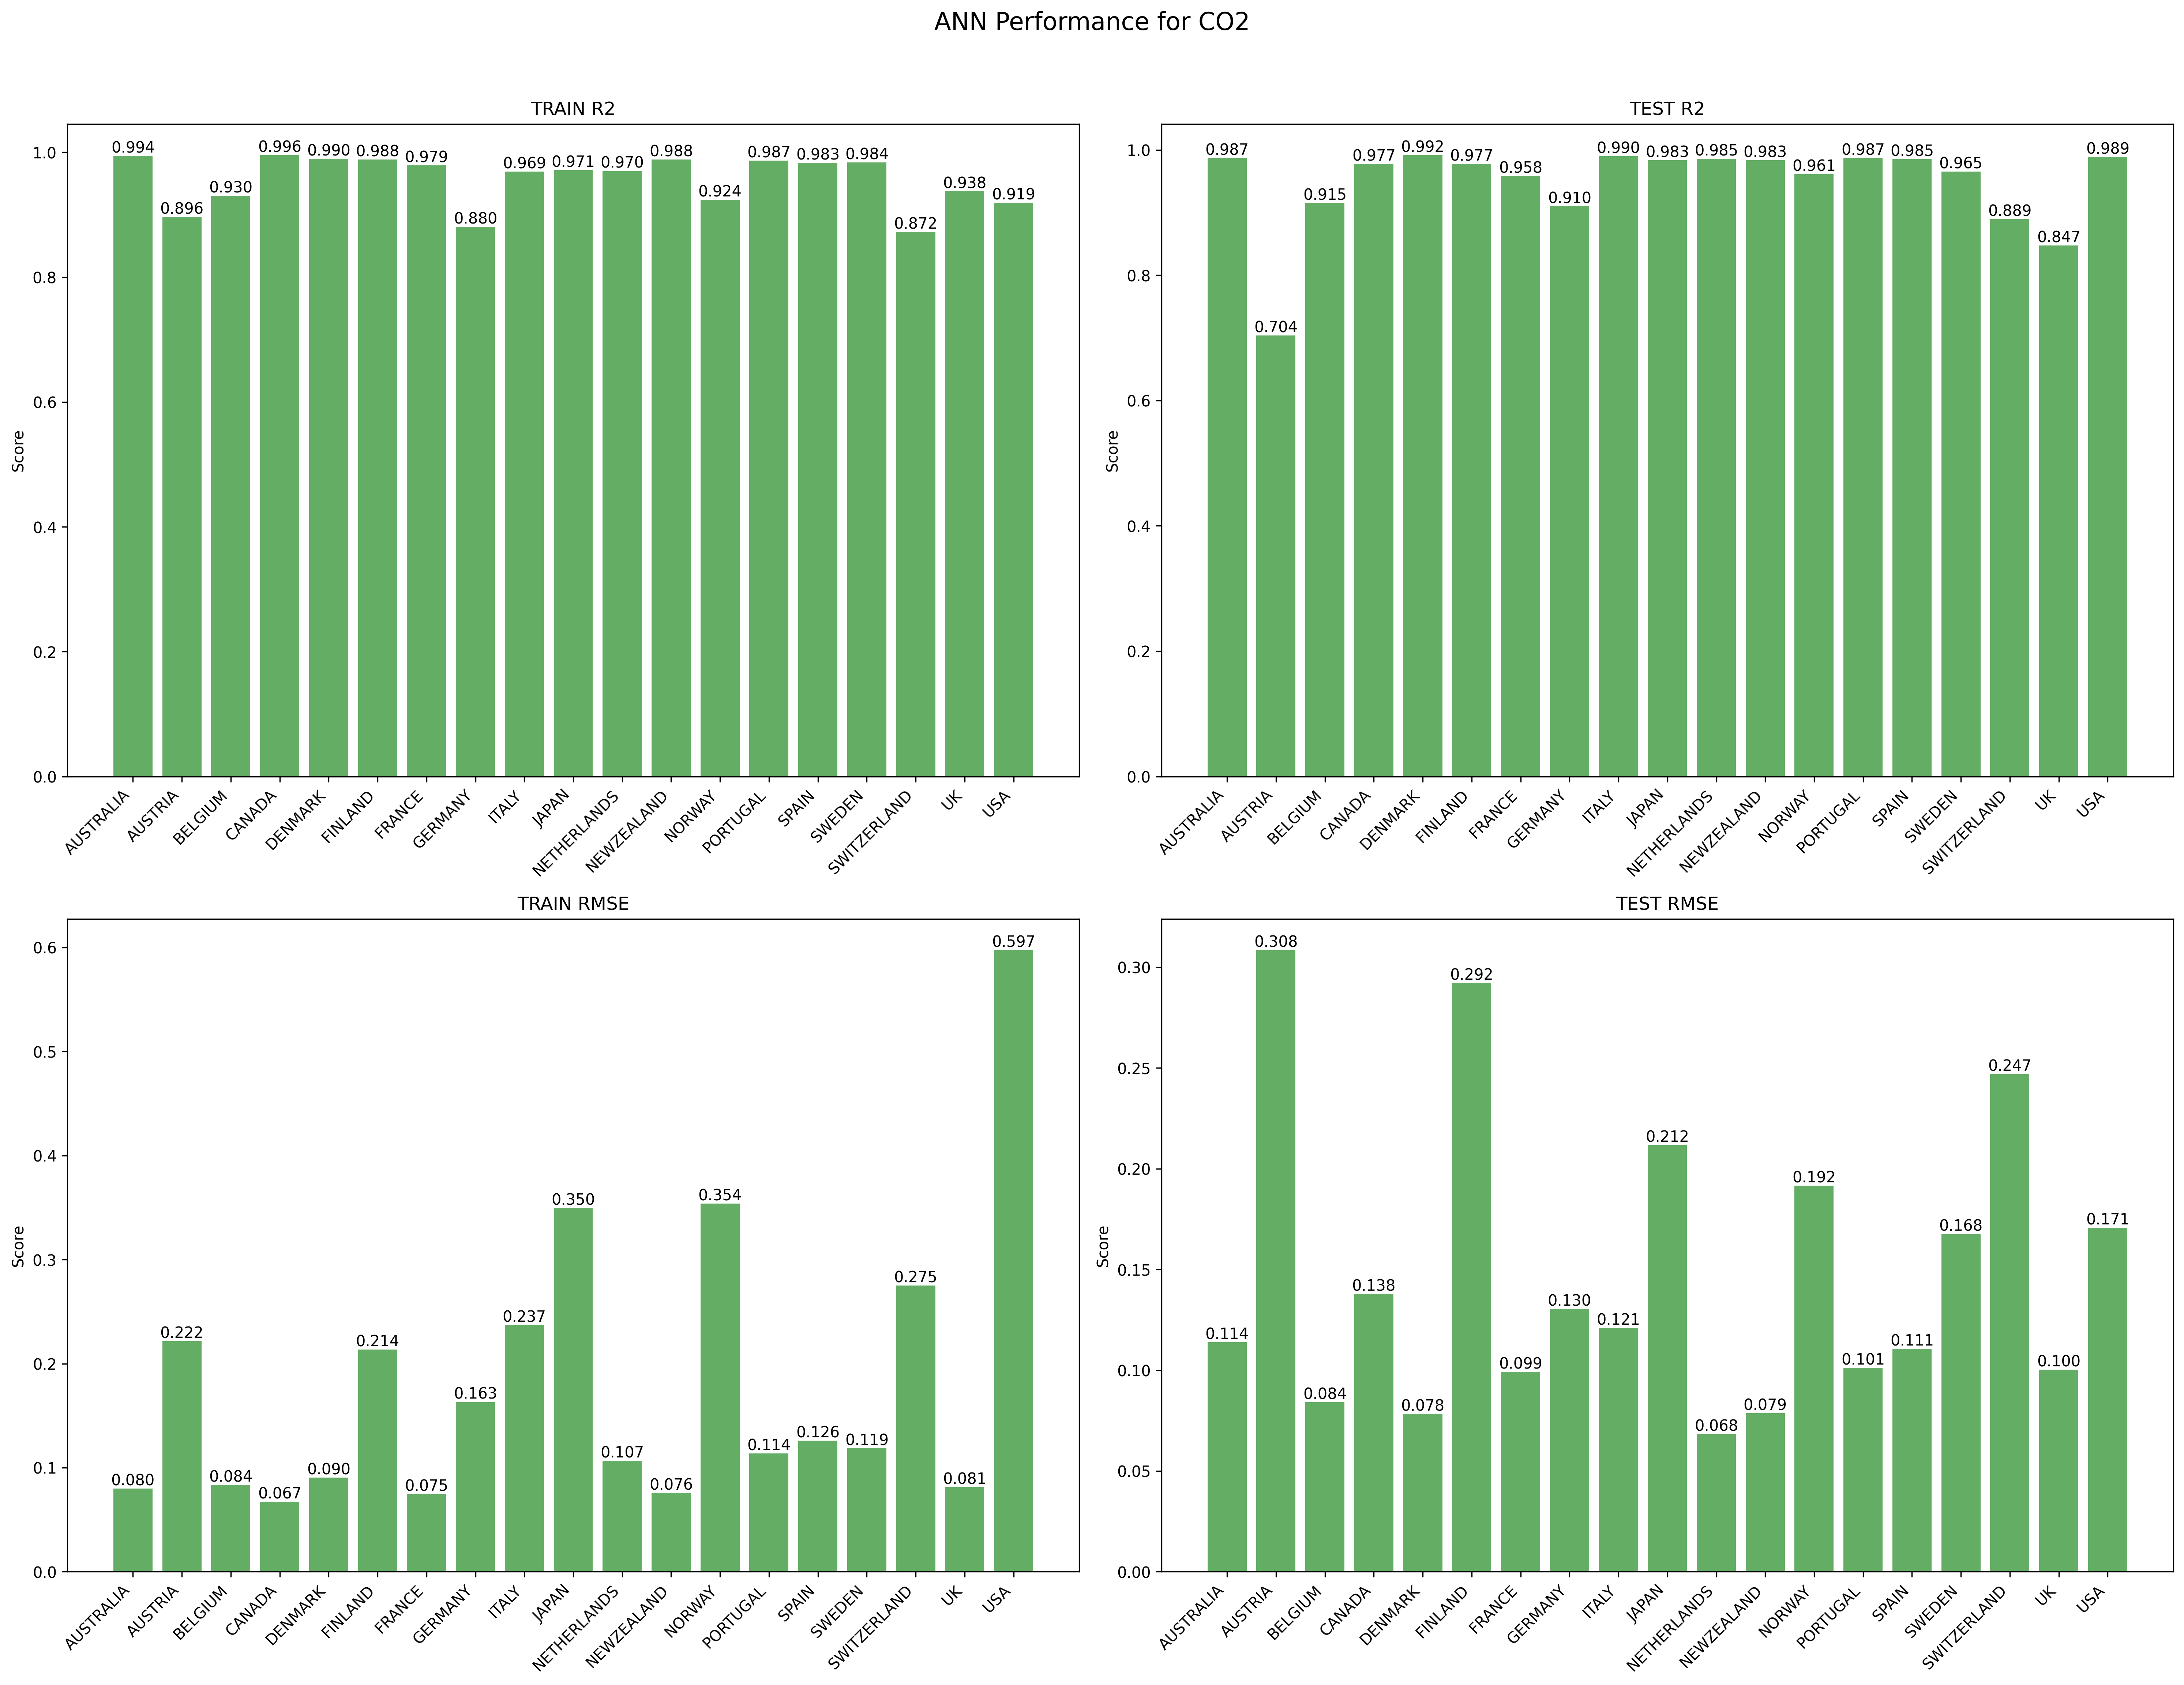 ANN Performance for CO2
TRAIN R2
Score
1.0
0.8
0.6
0.4
0.2
0.0
0.994
0.896
0.930
0.996
0.990
0.988
0.979
0.880
0.969
0.971
0.970
0.988
0.924
0.987
0.983
0.984
0.872
0.938
0.919
AUSTRALIA
AUSTRIA
BELGIUM
CANADA
DENMARK
FINLAND
FRANCE
GERMANY
ITALY
JAPAN
NETHERLANDS
NEWZEALAND
NORWAY
PORTUGAL
SPAIN
SWEDEN
SWITZERLAND
UK
USA
TEST R2
Score
1.0
0.8
0.6
0.4
0.2
0.0
0.987
0.704
0.915
0.977
0.992
0.977
0.958
0.910
0.990
0.983
0.985
0.983
0.961
0.987
0.985
0.965
0.889
0.847
0.989
AUSTRALIA
AUSTRIA
BELGIUM
CANADA
DENMARK
FINLAND
FRANCE
GERMANY
ITALY
JAPAN
NETHERLANDS
NEWZEALAND
NORWAY
PORTUGAL
SPAIN
SWEDEN
SWITZERLAND
UK
USA
TRAIN RMSE
Score
0.6
0.5
0.4
0.3
0.2
0.1
0.0
0.080
0.222
0.084
0.067
0.090
0.214
0.075
0.163
0.237
0.350
0.107
0.076
0.354
0.114
0.126
0.119
0.275
0.081
0.597
AUSTRALIA
AUSTRIA
BELGIUM
CANADA
DENMARK
FINLAND
FRANCE
GERMANY
ITALY
JAPAN
NETHERLANDS
NEWZEALAND
NORWAY
PORTUGAL
SPAIN
SWEDEN
SWITZERLAND
UK
USA
TEST RMSE
Score
0.30
0.25
0.20
0.15
0.10
0.05
0.00
0.114
0.308
0.084
0.138
0.078
0.292
0.099
0.130
0.121
0.212
0.068
0.079
0.192
0.101
0.111
0.168
0.247
0.100
0.171
AUSTRALIA
AUSTRIA
BELGIUM
CANADA
DENMARK
FINLAND
FRANCE
GERMANY
ITALY
JAPAN
NETHERLANDS
NEWZEALAND
NORWAY
PORTUGAL
SPAIN
SWEDEN
SWITZERLAND
UK
USA